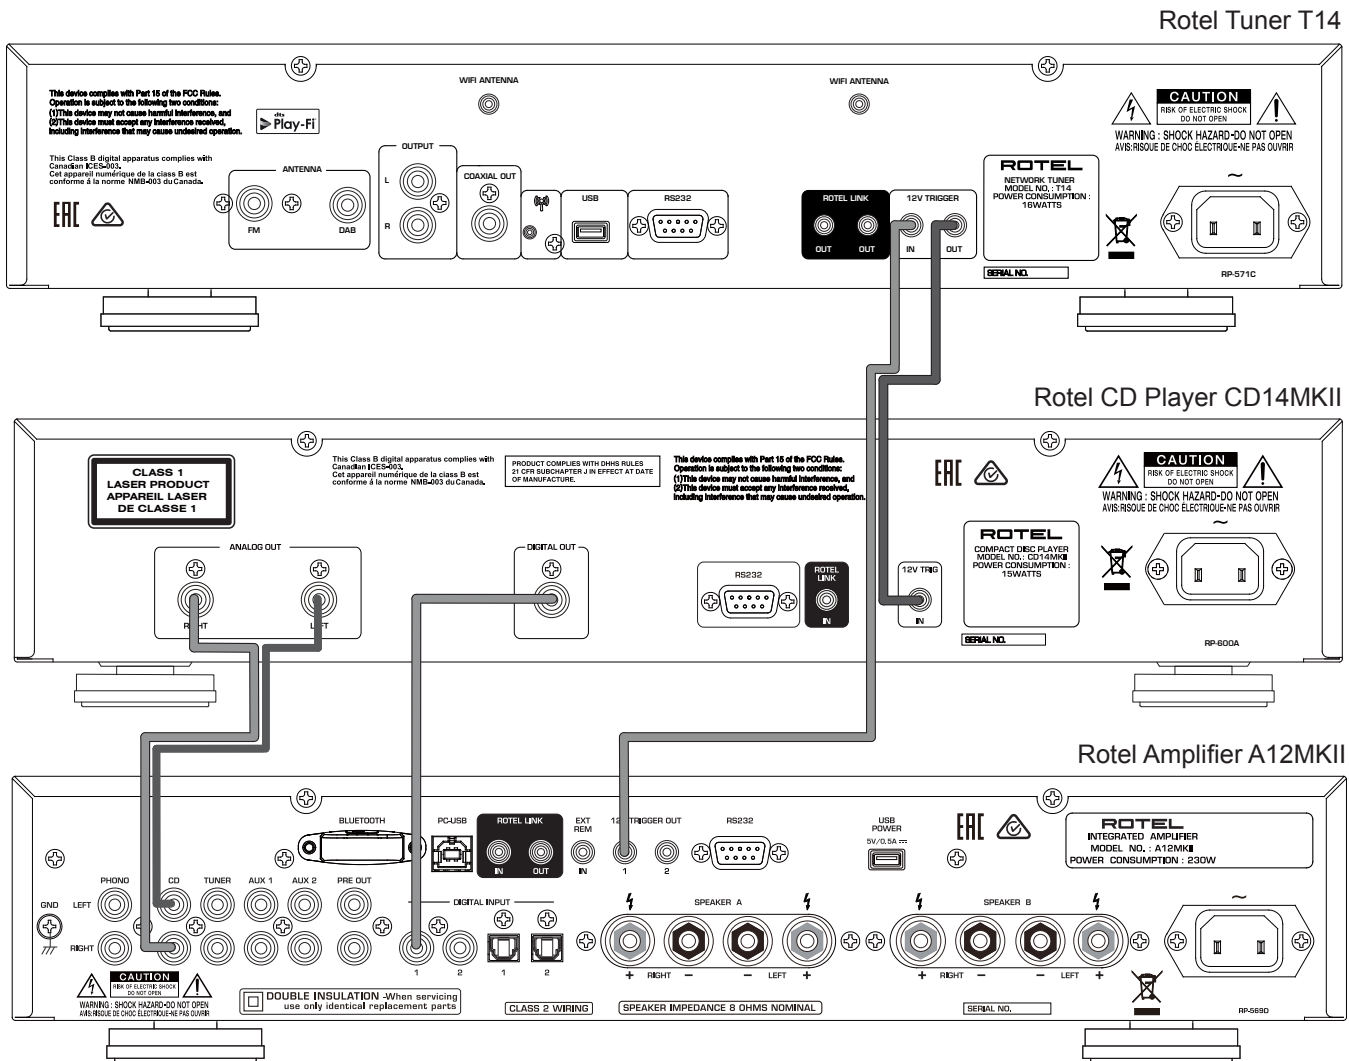 Rotel Tuner T14
WIFI ANTENNA
WIFI ANTENNA
This device complies with Part 15 of the FCC Rules.
Operation is subject to the following two conditions:
(1)This device may not cause harmful interference, and
(2)This device must accept any interference received,
including interference that may cause undesired operation.
dts
Play-Fi
CAUTION
RISK OF ELECTRIC SHOCK
DO NOT OPEN
WARNING : SHOCK HAZARD-DO NOT OPEN
AVIS:RISQUE DE CHOC ÉLECTRIQUE-NE PAS OUVRIR
This Class B digital apparatus complies with
Canadian ICES-003.
Cet appareil numérique de la class B est
conforme á la norme NMB-003 du Canada.
EAC
ANTENNA
FM
DAB
OUTPUT
L
R
COAXIAL OUT
USB
RS232
ROTEL LINK
OUT
OUT
12V TRIGGER
IN
OUT
ROTEL
NETWORK TUNER
MODEL NO. : T14
POWER CONSUMPTION :
16WATTS
SERIAL NO.
~
RP-571C
Rotel CD Player CD14MKII
CLASS 1
LASER PRODUCT
APPAREIL LASER
DE CLASSE 1
This Class B digital apparatus complies with
Canadian ICES-003.
Cet appareil numérique de la class B est
conforme á la norme NMB-003 du Canada.
PRODUCT COMPLIES WITH DHHS RULES
21 CFR SUBCHAPTER J IN EFFECT AT DATE
OF MANUFACTURE.
This device complies with Part 15 of the FCC Rules.
Operation is subject to the following two conditions:
(1)This device may not cause harmful interference, and
(2)This device must accept any interference received,
including interference that may cause undesired operation.
EAC
CAUTION
RISK OF ELECTRIC SHOCK
DO NOT OPEN
WARNING : SHOCK HAZARD-DO NOT OPEN
AVIS:RISQUE DE CHOC ÉLECTRIQUE-NE PAS OUVRIR
ANALOG OUT
RIGHT
LEFT
DIGITAL OUT
RS232
ROTEL
LINK
IN
12V TRIG
IN
ROTEL
COMPACT DISC PLAYER
MODEL NO. : CD14MKII
POWER CONSUMPTION :
15WATTS
SERIAL NO.
~
RP-600A
Rotel Amplifier A12MKII
BLUETOOTH
PC-USB
ROTEL LINK
IN
OUT
EXT
REM
IN
12V TRIGGER OUT
1
2
RS232
USB
POWER
5V/0.5A
EAC
ROTEL
INTEGRATED AMPLIFIER
MODEL NO. : A12MKII
POWER CONSUMPTION : 230W
GND
PHONO
CD
TUNER
AUX 1
AUX 2
PRE OUT
LEFT
RIGHT
DIGITAL INPUT
1
2
1
2
SPEAKER A
+ RIGHT − − LEFT +
SPEAKER B
+ RIGHT − − LEFT +
~
CAUTION
RISK OF ELECTRIC SHOCK
DO NOT OPEN
WARNING : SHOCK HAZARD-DO NOT OPEN
AVIS:RISQUE DE CHOC ÉLECTRIQUE-NE PAS OUVRIR
DOUBLE INSULATION -When servicing
use only identical replacement parts
CLASS 2 WIRING
SPEAKER IMPEDANCE 8 OHMS NOMINAL
SERIAL NO.
RP-569D